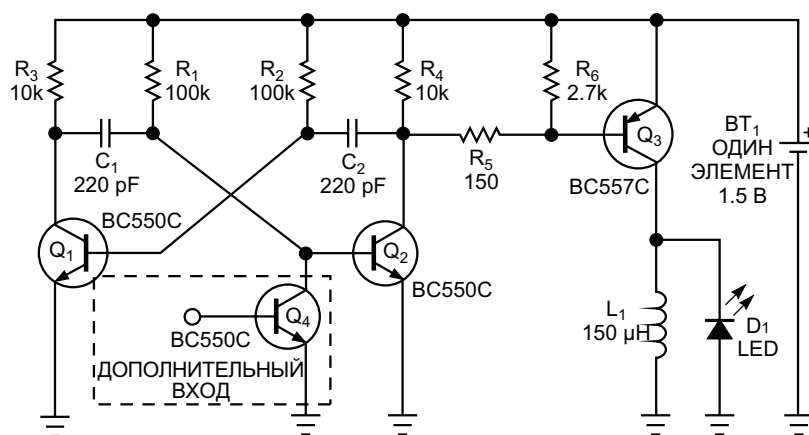 R3
10k
R1
100k
R2
100k
R4
10k
R6
2.7k
C1
220 pF
C2
220 pF
R5
150
Q3
BC557C
BT1
ОДИН
ЭЛЕМЕНТ
1.5 В
+
BC550C
Q1
Q2
BC550C
Q4
BC550C
ДОПОЛНИТЕЛЬНЫЙ
ВХОД
L1
150 µH
D1
LED